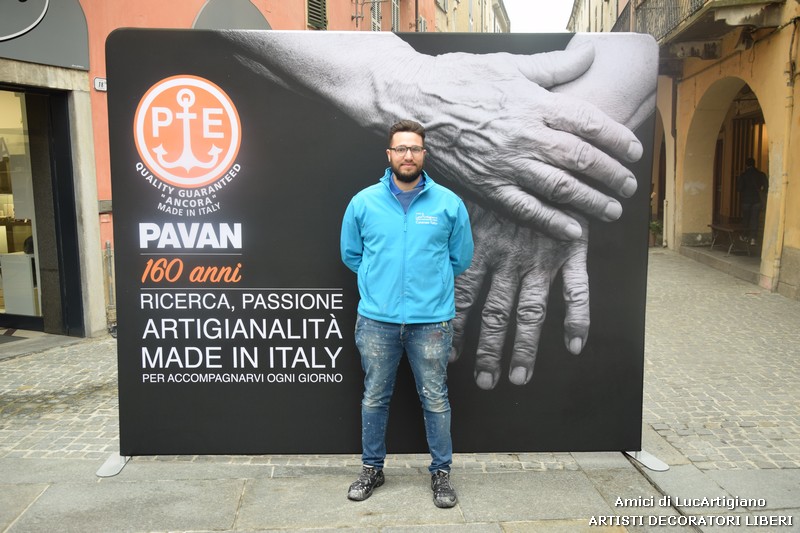 P E
QUALITY GUARANTEED
"ANCORA"
MADE IN ITALY
PAVAN
160 anni
RICERCA, PASSIONE
ARTIGIANALITÀ
MADE IN ITALY
PER ACCOMPAGNARVI OGNI GIORNO
Amici di LucArtigiano
ARTISTI DECORATORI LIBERI